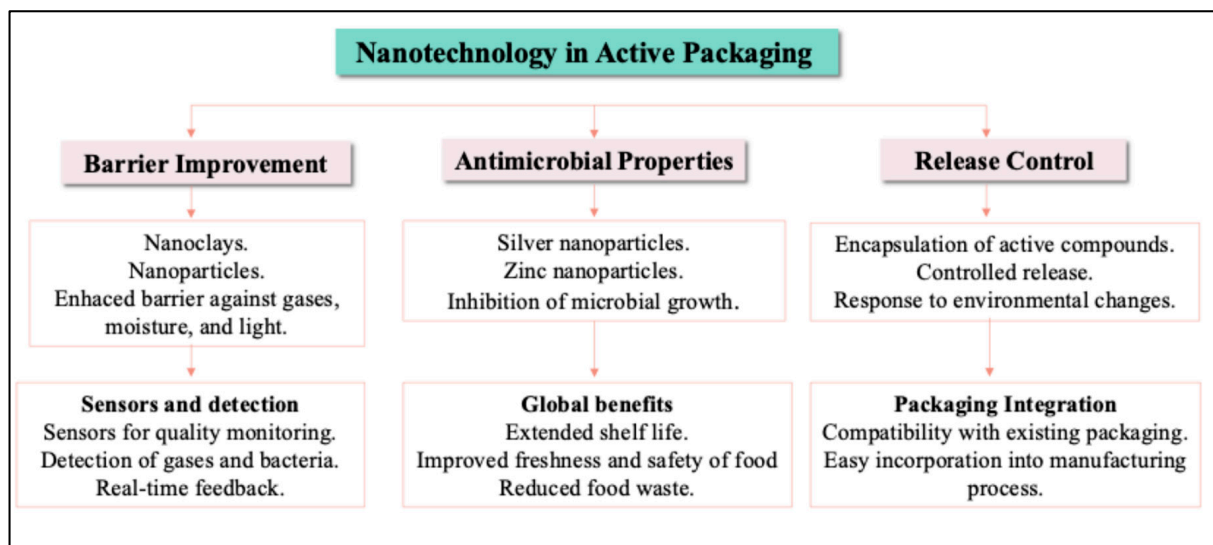 Nanotechnology in Active Packaging
Barrier Improvement
Antimicrobial Properties
Release Control
Nanoclays.
Nanoparticles.
Enhaced barrier against gases,
moisture, and light.
Silver nanoparticles.
Zinc nanoparticles.
Inhibition of microbial growth.
Encapsulation of active compounds.
Controlled release.
Response to environmental changes.
Sensors and detection
Sensors for quality monitoring.
Detection of gases and bacteria.
Real-time feedback.
Global benefits
Extended shelf life.
Improved freshness and safety of food
Reduced food waste.
Packaging Integration
Compatibility with existing packaging.
Easy incorporation into manufacturing
process.